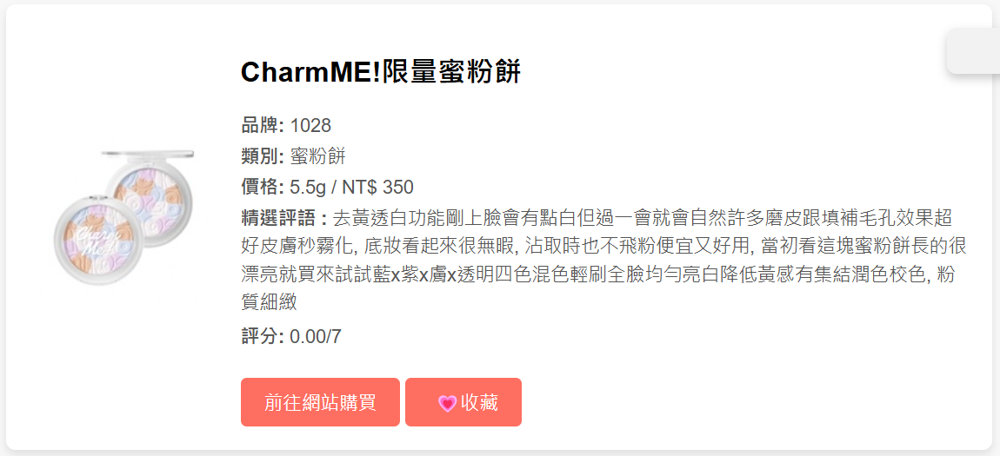 CharmME!限量蜜粉餅
品牌: 1028
類別: 蜜粉餅
價格: 5.5g / NT$ 350
精選評語 : 去黃透白功能剛上臉會有點白但過一會就會自然許多磨皮跟填補毛孔效果超
好皮膚秒霧化, 底妝看起來很無暇, 沾取時也不飛粉便宜又好用, 當初看這塊蜜粉餅長的很
漂亮就買來試試藍x紫x膚x透明四色混色輕刷全臉均勻亮白降低黃感有集結潤色校色, 粉
質細緻
評分: 0.00/7
前往網站購買
💗收藏
Charm
Me!